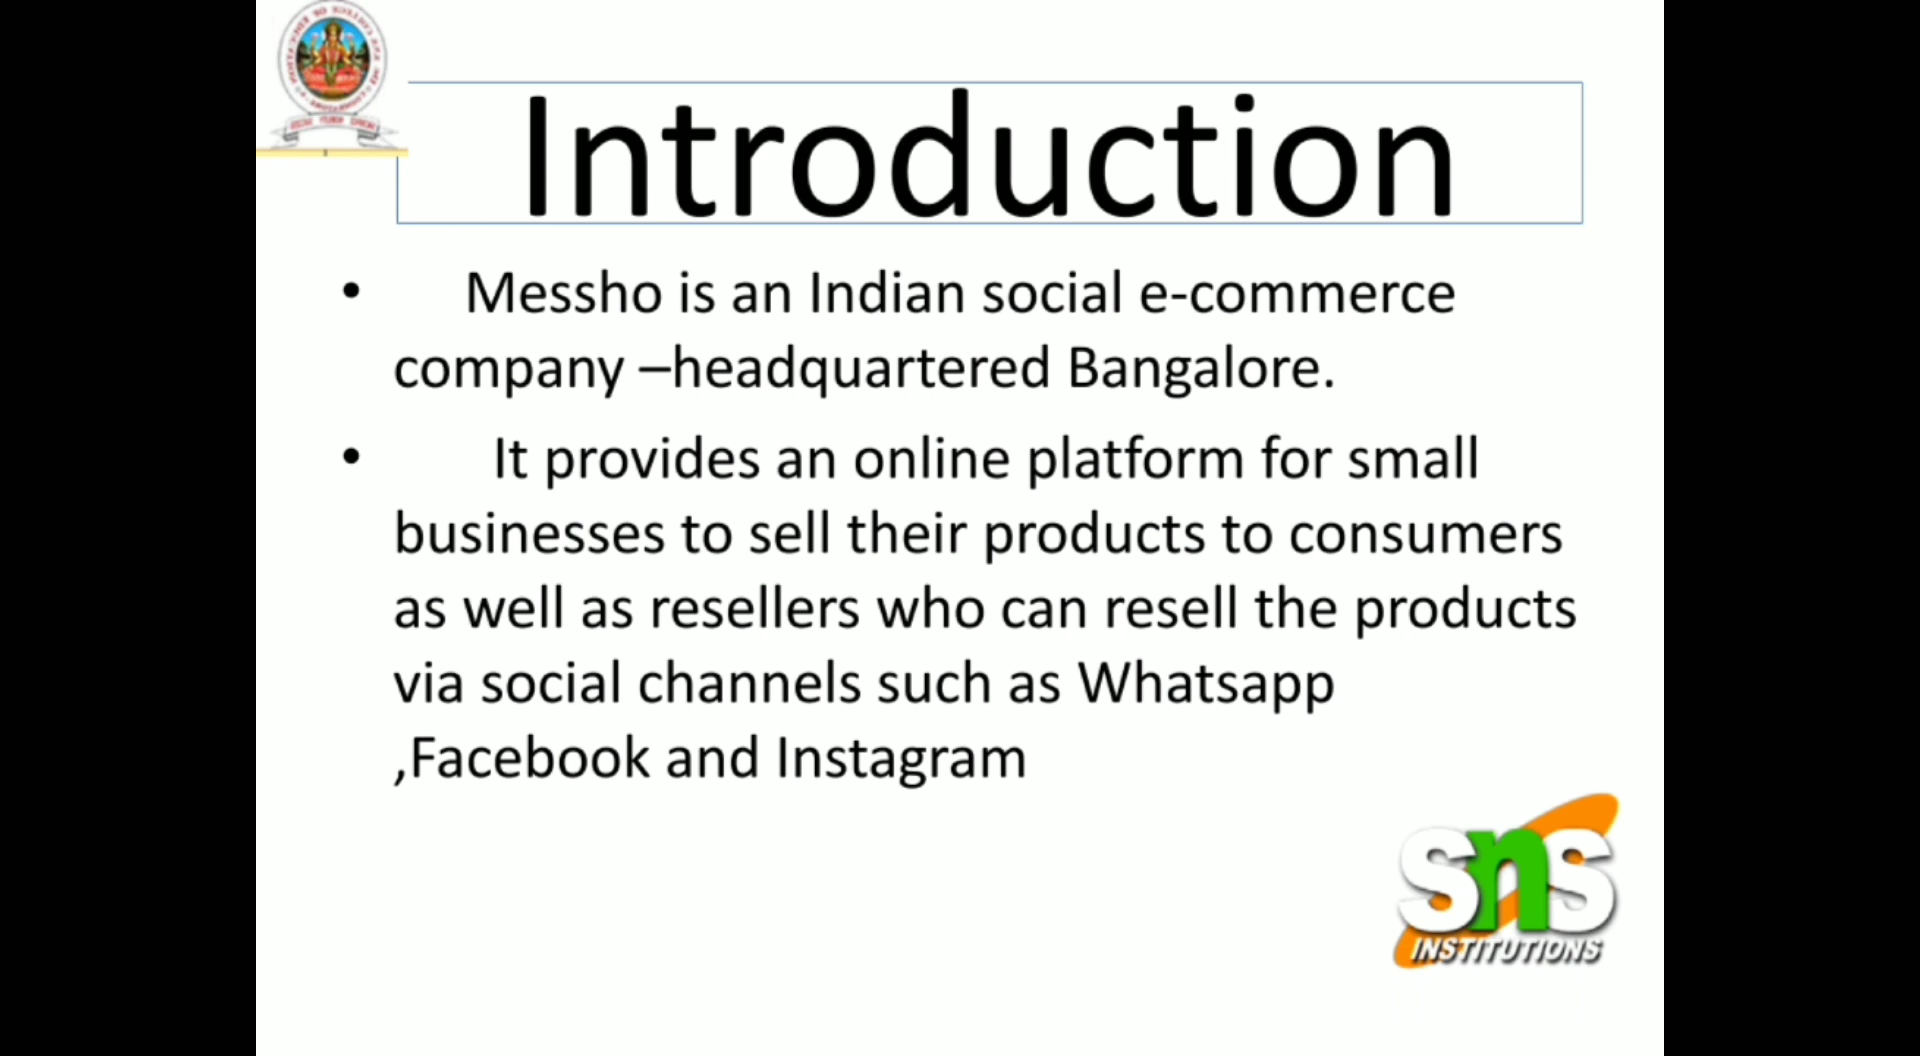 Introduction
• Messho is an Indian social e-commerce
company –headquartered Bangalore.
• It provides an online platform for small
businesses to sell their products to consumers
as well as resellers who can resell the products
via social channels such as Whatsapp
,Facebook and Instagram
SnS
INSTITUTIONS